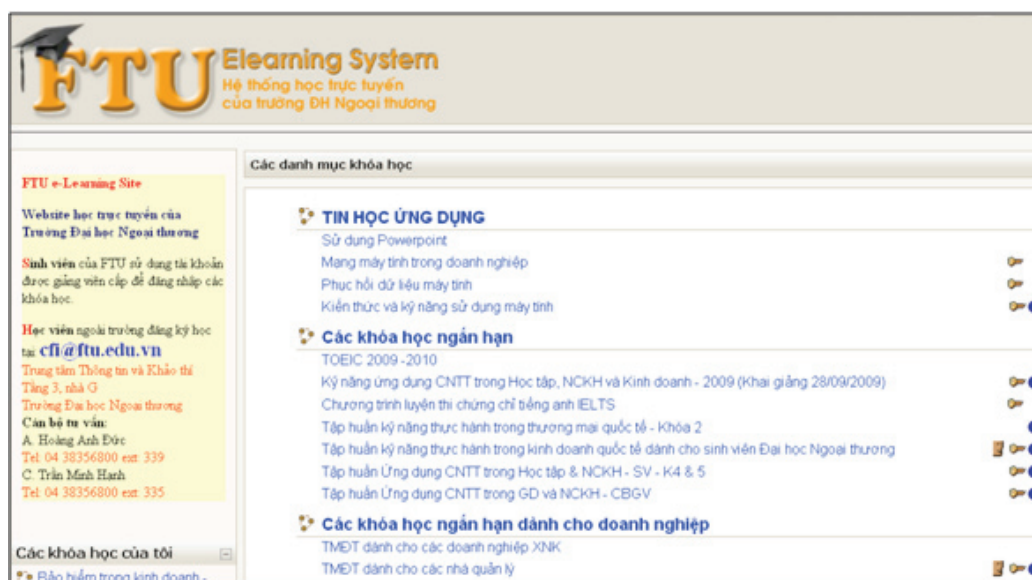 FTU Elearning System
Hệ thống học trực tuyến
của trường ĐH Ngoại thương
FTU e-Learning Site
Website học trực tuyến của
Trường Đại học Ngoại thương
Sinh viên của FTU sử dụng tài khoản
được giảng viên cấp để đăng nhập các
khóa học.
Học viên ngoài trường đăng ký học
tại cfi@ftu.edu.vn
Trung tâm Thông tin và Khảo thí
Tầng 3, nhà G
Trường Đại học Ngoại thương
Cán bộ tư vấn:
A. Hoàng Anh Đức
Tel: 04 38356800 ext: 339
C. Trần Minh Hạnh
Tel: 04 38356800 ext: 335
Các khóa học của tôi
Bảo hiểm trong kinh doanh -
Các danh mục khóa học
TIN HỌC ỨNG DỤNG
Sử dụng Powerpoint
Mạng máy tính trong doanh nghiệp
Phục hồi dữ liệu máy tính
Kiến thức và kỹ năng sử dụng máy tính
Các khóa học ngắn hạn
TOEIC 2009 -2010
Kỹ năng ứng dụng CNTT trong Học tập, NCKH và Kinh doanh - 2009 (Khai giảng 28/09/2009)
Chương trình luyện thi chứng chỉ tiếng anh IELTS
Tập huấn kỹ năng thực hành trong thương mại quốc tế - Khóa 2
Tập huấn kỹ năng thực hành trong kinh doanh quốc tế dành cho sinh viên Đại học Ngoại thương
Tập huấn Ứng dụng CNTT trong Học tập & NCKH - SV - K4 & 5
Tập huấn Ứng dụng CNTT trong GD và NCKH - CBGV
Các khóa học ngắn hạn dành cho doanh nghiệp
TMĐT dành cho các doanh nghiệp XNK
TMĐT dành cho các nhà quản lý